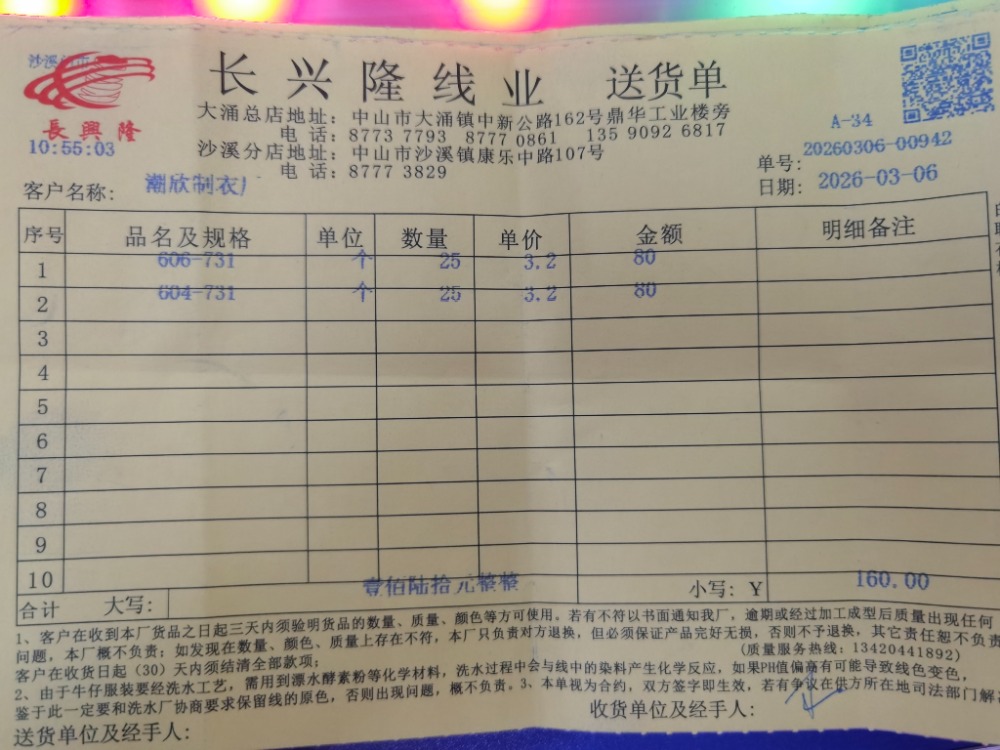 長興隆
10:55:03
长兴隆线业 送货单
大涌总店地址：中山市大涌镇中新公路162号鼎华工业楼旁
电话：8773 7793 8777 0861 135 9092 6817
沙溪分店地址：中山市沙溪镇康乐中路107号
电话：8777 3829
A-34
单号：20260306-00942
日期：2026-03-06
客户名称：潮欣制衣厂
序号 品名及规格 单位 数量 单价 金额 明细备注
1 606-731 个 25 3.2 80
2 604-731 个 25 3.2 80
3
4
5
6
7
8
9
10
合计 大写：壹佰陆拾元整整 小写：￥ 160.00
1、客户在收到本厂货品之日起三天内须验明货品的数量、质量、颜色等方可使用。若有不符以书面通知我厂，逾期或经过加工成型后质量出现任何
问题，本厂概不负责；如发现在数量、颜色、质量上存在不符，本厂只负责对方退换，但必须保证产品完好无损，否则不予退换，其它责任恕不负责
(质量服务热线：13420441892)
客户在收货日起（30）天内须结清全部款项；
2、由于牛仔服装要经洗水工艺，需用到漂水酵素粉等化学材料，洗水过程中会与线中的染料产生化学反应，如果PH值偏高有可能导致线色变色，
鉴于此一定要和洗水厂协商要求保留线的原色，否则出现问题，概不负责。3、本单视为合约，双方签字即生效，若有争议在供方所在地司法部门解
送货单位及经手人： 收货单位及经手人：